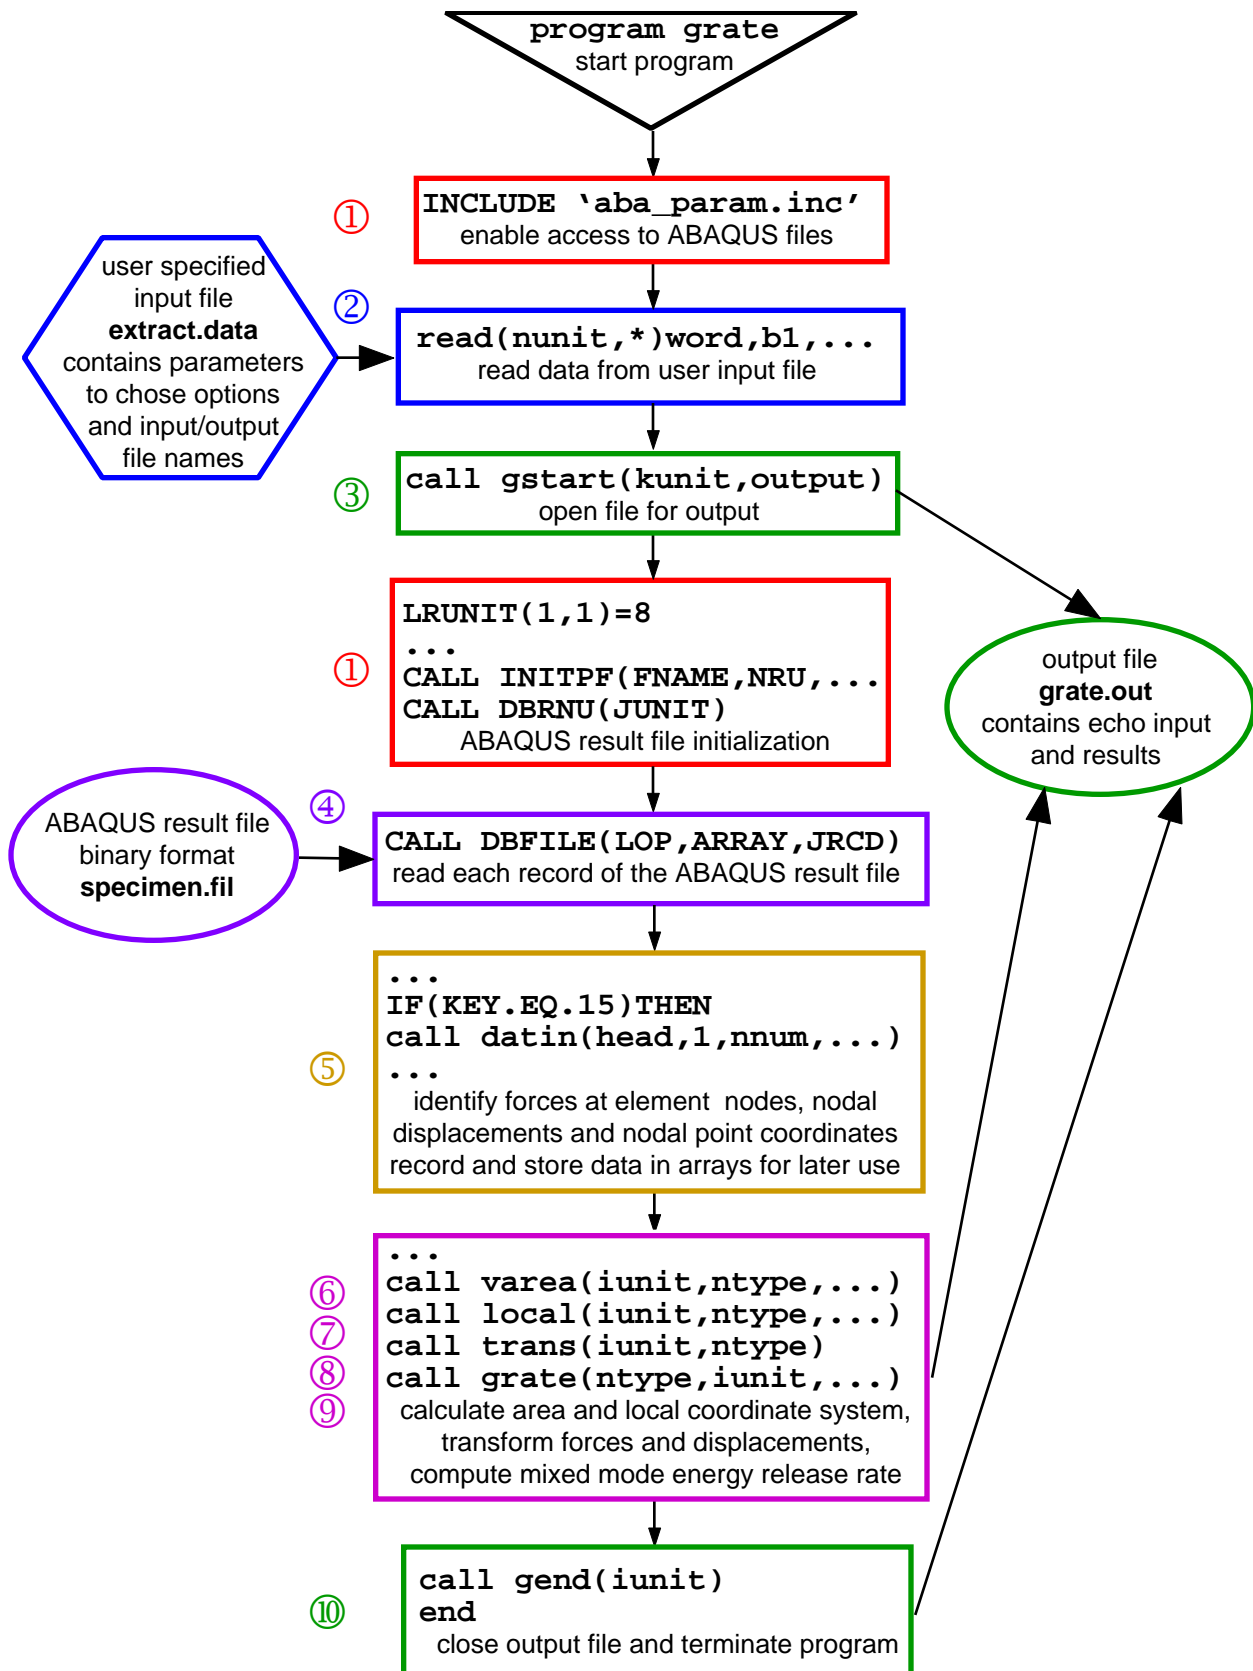 program grate
start program
①
INCLUDE ‘aba_param.inc’
enable access to ABAQUS files
user specified
input file
extract.data
contains parameters
to chose options
and input/output
file names
②
read(nunit,*)word,b1,...
read data from user input file
③
call gstart(kunit,output)
open file for output
①
LRUNIT(1,1)=8
...
CALL INITPF(FNAME,NRU,...
CALL DBRNU(JUNIT)
ABAQUS result file initialization
output file
grate.out
contains echo input
and results
ABAQUS result file
binary format
specimen.fil
④
CALL DBFILE(LOP,ARRAY,JRCD)
read each record of the ABAQUS result file
⑤
...
IF(KEY.EQ.15)THEN
call datin(head,1,nnum,...)
...
identify forces at element nodes, nodal
displacements and nodal point coordinates
record and store data in arrays for later use
...
⑥
call varea(iunit,ntype,...)
call local(iunit,ntype,...)
⑦
call trans(iunit,ntype)
⑧
call grate(ntype,iunit,...)
⑨
calculate area and local coordinate system,
transform forces and displacements,
compute mixed mode energy release rate
⑩
call gend(iunit)
end
close output file and terminate program